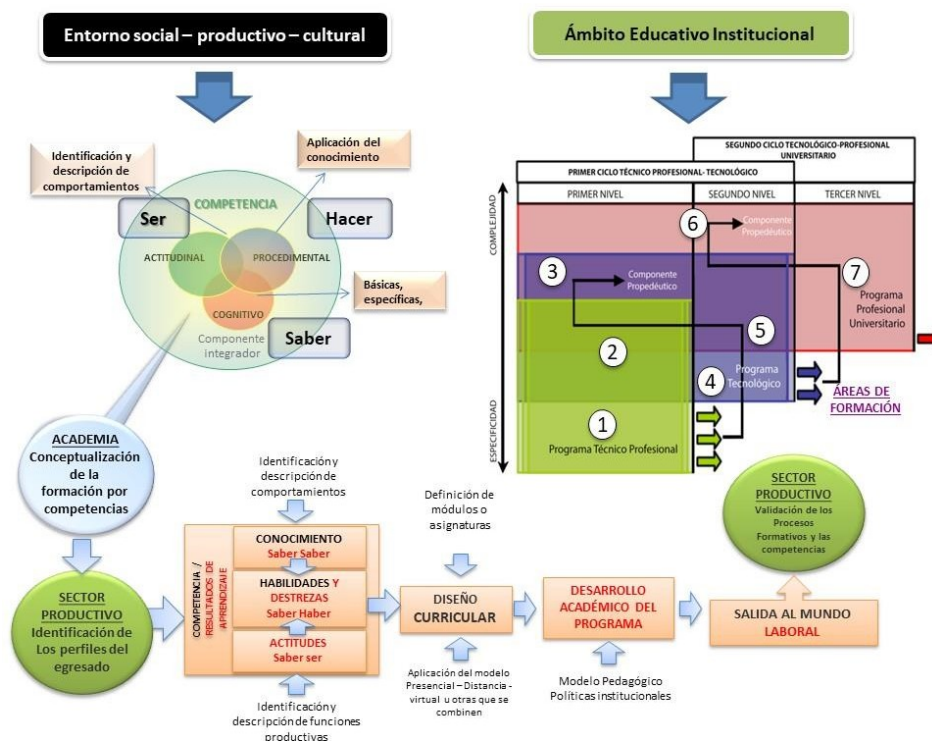 Entorno social – productivo – cultural
Ámbito Educativo Institucional
Identificación y
descripción de
comportamientos
Aplicación del
conocimiento
COMPETENCIA
Ser
Hacer
ACTITUDINAL
PROCEDIMENTAL
COGNITIVO
Básicas,
específicas,
Componente
integrador
Saber
SEGUNDO CICLO TECNOLÓGICO-PROFESIONAL
UNIVERSITARIO
PRIMER CICLO TÉCNICO PROFESIONAL- TECNOLÓGICO
PRIMER NIVEL
SEGUNDO NIVEL
TERCER NIVEL
COMPLEJIDAD
ESPECIFICIDAD
6
Componente
Propedéutico
3
Componente
Propedéutico
7
Programa
Profesional
Universitario
5
2
4
Programa
Tecnológico
ÁREAS DE
FORMACIÓN
1
Programa Técnico Profesional
ACADEMIA
Conceptualización
de la
formación por
competencias
SECTOR
PRODUCTIVO
Identificación de
Los perfiles del
egresado
Identificación y
descripción de
comportamientos
COMPETENCIA /
RESULTADOS DE
APRENDIZAJE
CONOCIMIENTO
Saber Saber
HABILIDADES Y
DESTREZAS
Saber Haber
ACTITUDES
Saber ser
Identificación y
descripción de funciones
productivas
Definición de
módulos o
asignaturas
DISEÑO
CURRICULAR
Aplicación del modelo
Presencial – Distancia -
virtual u otras que se
combinen
DESARROLLO
ACADÉMICO DEL
PROGRAMA
Modelo Pedagógico
Políticas institucionales
SECTOR
PRODUCTIVO
Validación de los
Procesos
Formativos y las
competencias
SALIDA AL MUNDO
LABORAL